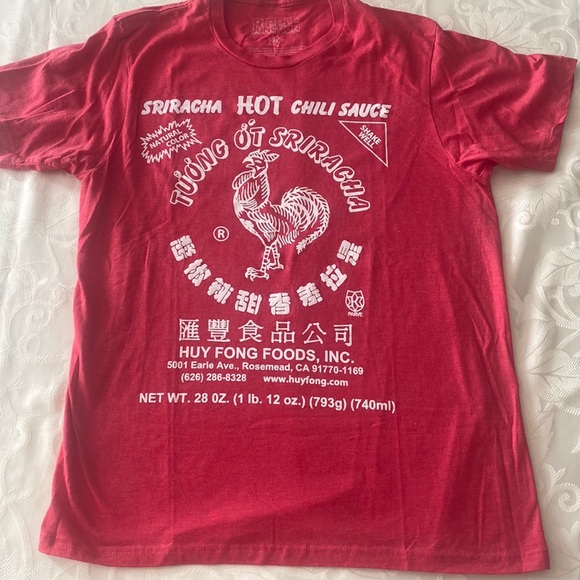 SRIRACHA HOT CHILI SAUCE
NATURAL COLOR
SHAKE WELL
TƯƠNG ỚT SRIRACHA
®
是拉差香甜辣椒醬
PARVE
匯豐食品公司
HUY FONG FOODS, INC.
5001 Earle Ave., Rosemead, CA 91770-1169
(626) 286-8328 www.huyfong.com
NET WT. 28 OZ. (1 lb. 12 oz.) (793g) (740ml)